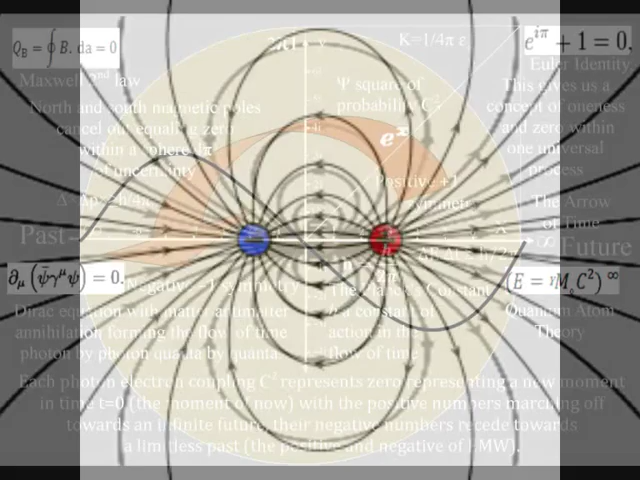 Q_B = ∮ B. da = 0
K=1/4π ε
e^{iπ} + 1 = 0,
Maxwell 2nd law
Euler Identity
Ψ square of
probability C²
This gives us a
North and south magnetic poles
concept of oneness
cancel out equalling zero
and zero within
within a sphere 4π
one universal
of uncertainty
process
e^x
Positive +1
symmetry
The Arrow
of Time
Past
∞
Future
∂_μ (ψ̄γ^μψ) = 0.
Negative −1 symmetry
The Planck's Constant
Quantum Atom
Theory
Dirac equation with matter antimatter
a constant of
annihilation forming the flow of time
action in the
photon by photon quanta by quanta
flow of time
Each photon electron coupling C² represents zero representing a new moment
in time t=0 (the moment of now) with the positive numbers marching off
towards an infinite future, their negative numbers recede towards
a limitless past (the positive and negative of